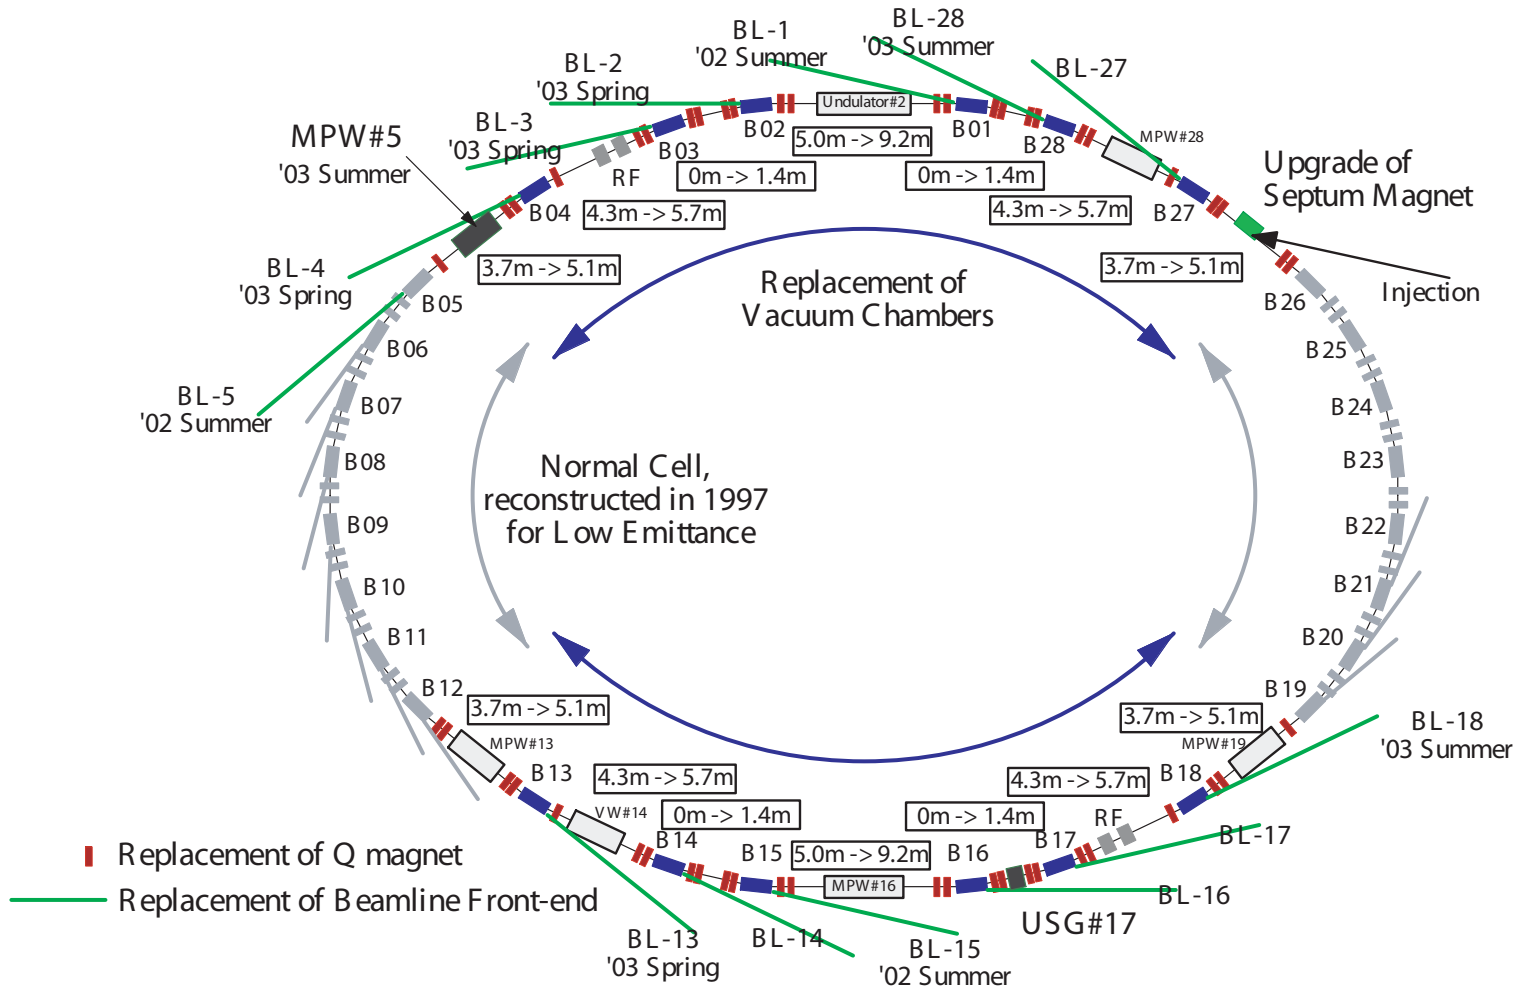 BL-28
'03 Summer
BL-1
'02 Summer
BL-27
BL-2
'03 Spring
BL-3
'03 Spring
MPW#5
'03 Summer
Undulator#2
MPW#28
B02
B01
B03
B28
5.0m -> 9.2m
RF
0m -> 1.4m
0m -> 1.4m
Upgrade of
Septum Magnet
B04
4.3m -> 5.7m
4.3m -> 5.7m
B27
BL-4
'03 Spring
3.7m -> 5.1m
3.7m -> 5.1m
Injection
B05
Replacement of
Vacuum Chambers
B26
B06
B25
BL-5
'02 Summer
B07
B24
B08
B23
Normal Cell,
reconstructed in 1997
for Low Emittance
B09
B22
B10
B21
B11
B20
B12
B19
3.7m -> 5.1m
3.7m -> 5.1m
BL-18
'03 Summer
MPW#13
MPW#19
B13
4.3m -> 5.7m
4.3m -> 5.7m
B18
VW#14
0m -> 1.4m
0m -> 1.4m
RF
B14
B17
BL-17
B15
5.0m -> 9.2m
B16
MPW#16
BL-16
Replacement of Q magnet
Replacement of Beamline Front-end
USG#17
BL-13
'03 Spring
BL-14
BL-15
'02 Summer